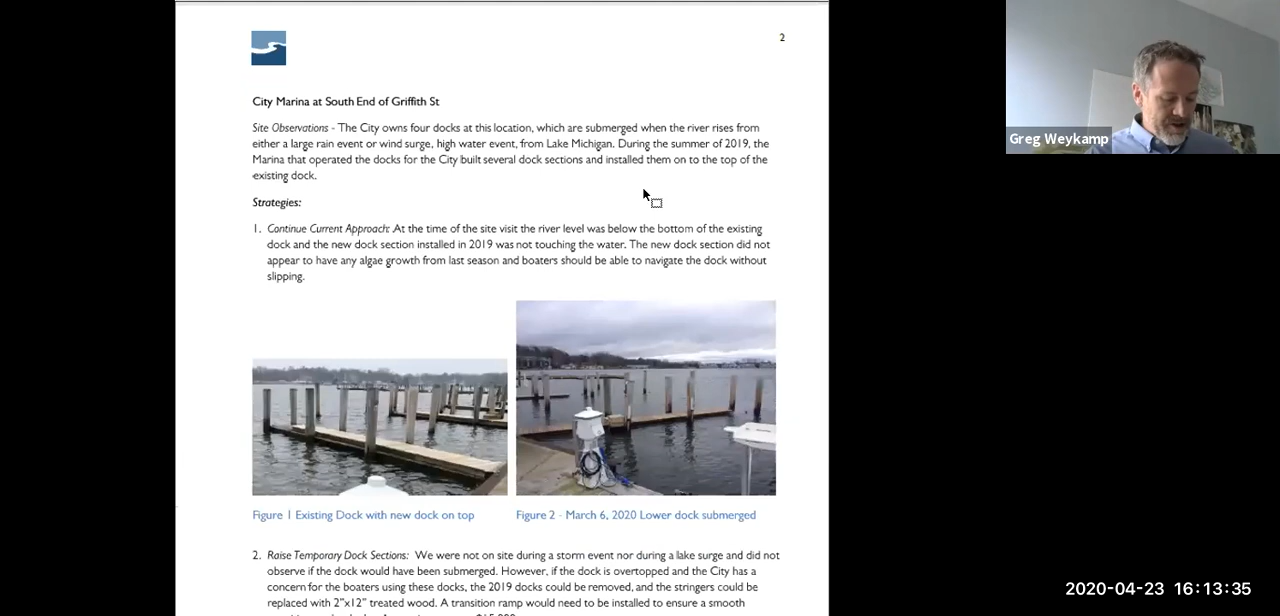 2
City Marina at South End of Griffith St
Site Observations - The City owns four docks at this location, which are submerged when the river rises from
either a large rain event or wind surge, high water event, from Lake Michigan. During the summer of 2019, the
Marina that operated the docks for the City built several dock sections and installed them on to the top of the
existing dock.
Strategies:
1. Continue Current Approach: At the time of the site visit the river level was below the bottom of the existing
dock and the new dock section installed in 2019 was not touching the water. The new dock section did not
appear to have any algae growth from last season and boaters should be able to navigate the dock without
slipping.
Figure 1 Existing Dock with new dock on top
Figure 2 - March 6, 2020 Lower dock submerged
2. Raise Temporary Dock Sections: We were not on site during a storm event nor during a lake surge and did not
observe if the dock would have been submerged. However, if the dock is overtopped and the City has a
concern for the boaters using these docks, the 2019 docks could be removed, and the stringers could be
replaced with 2"x12" treated wood. A transition ramp would need to be installed to ensure a smooth
Greg Weykamp
2020-04-23 16:13:35